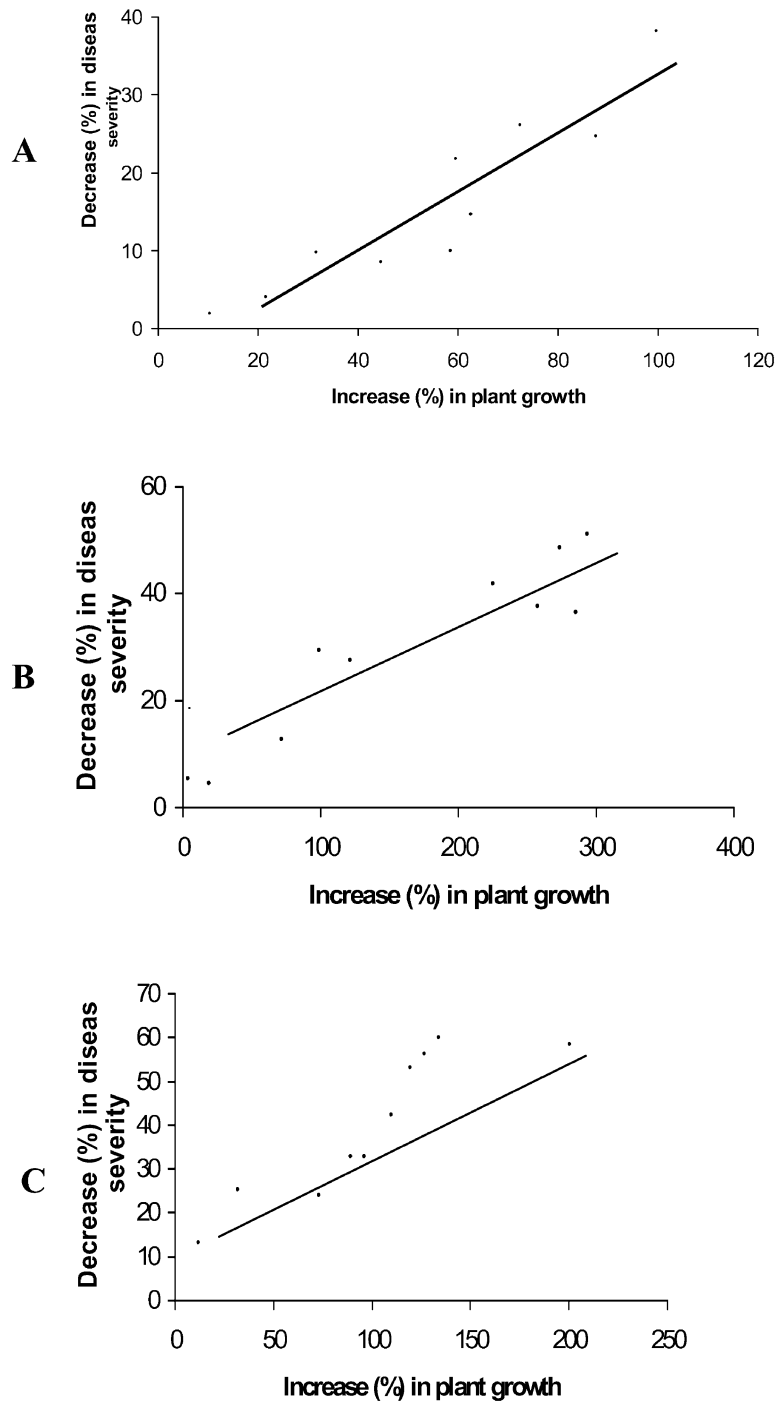 A
Decrease (%) in diseas
severity
40
30
20
10
0
0 20 40 60 80 100 120
Increase (%) in plant growth
B
Decrease (%) in diseas
severity
60
40
20
0
0 100 200 300 400
Increase (%) in plant growth
C
Decrease (%) in diseas
severity
70
60
50
40
30
20
10
0
0 50 100 150 200 250
Increase (%) in plant growth